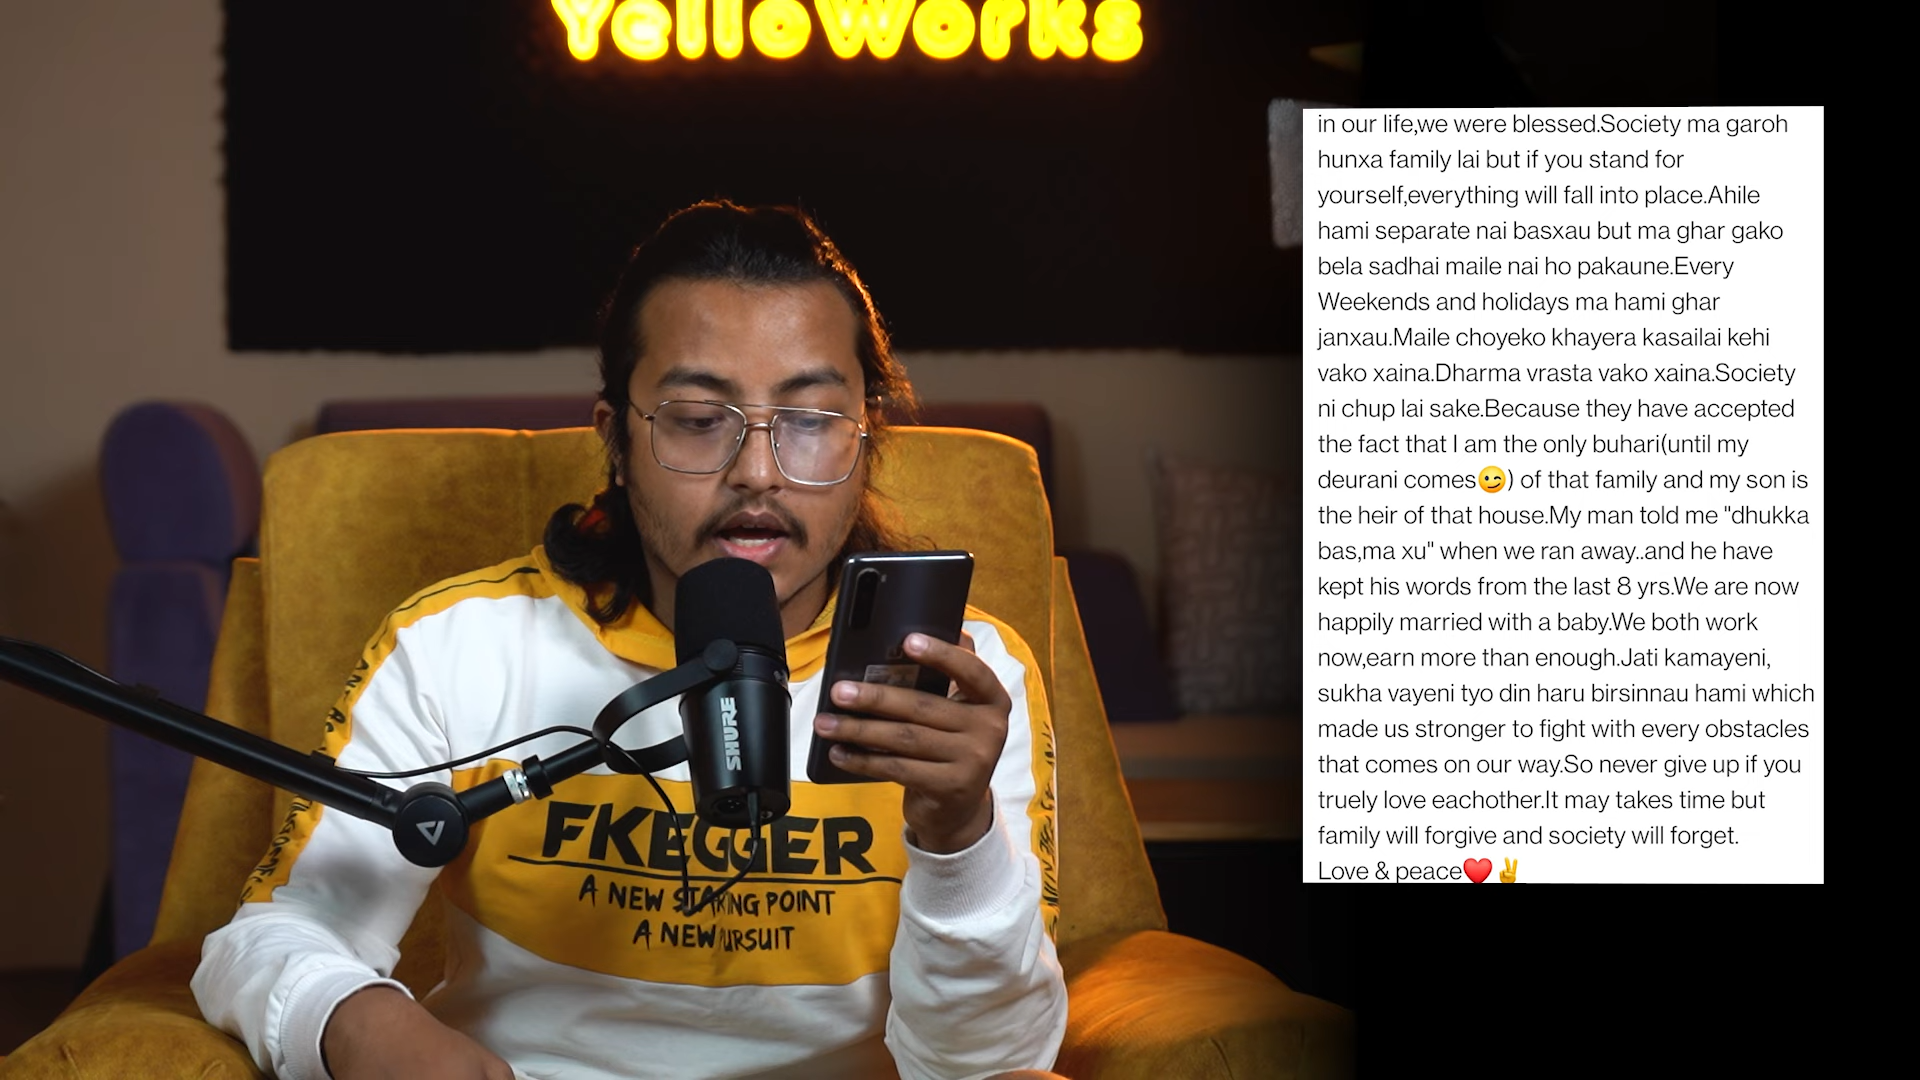 YelloWorks
in our life,we were blessed.Society ma garoh
hunxa family lai but if you stand for
yourself,everything will fall into place.Ahile
hami separate nai basxau but ma ghar gako
bela sadhai maile nai ho pakaune.Every
Weekends and holidays ma hami ghar
janxau.Maile choyeko khayera kasailai kehi
vako xaina.Dharma vrasta vako xaina.Society
ni chup lai sake.Because they have accepted
the fact that I am the only buhari(until my
deurani comes😉) of that family and my son is
the heir of that house.My man told me "dhukka
bas,ma xu" when we ran away..and he have
kept his words from the last 8 yrs.We are now
happily married with a baby.We both work
now,earn more than enough.Jati kamayeni,
sukha vayeni tyo din haru birsinnau hami which
made us stronger to fight with every obstacles
that comes on our way.So never give up if you
truely love eachother.It may takes time but
family will forgive and society will forget.
Love & peace❤️✌️
SHURE
FKEGGER
A NEW POINT
A NEW